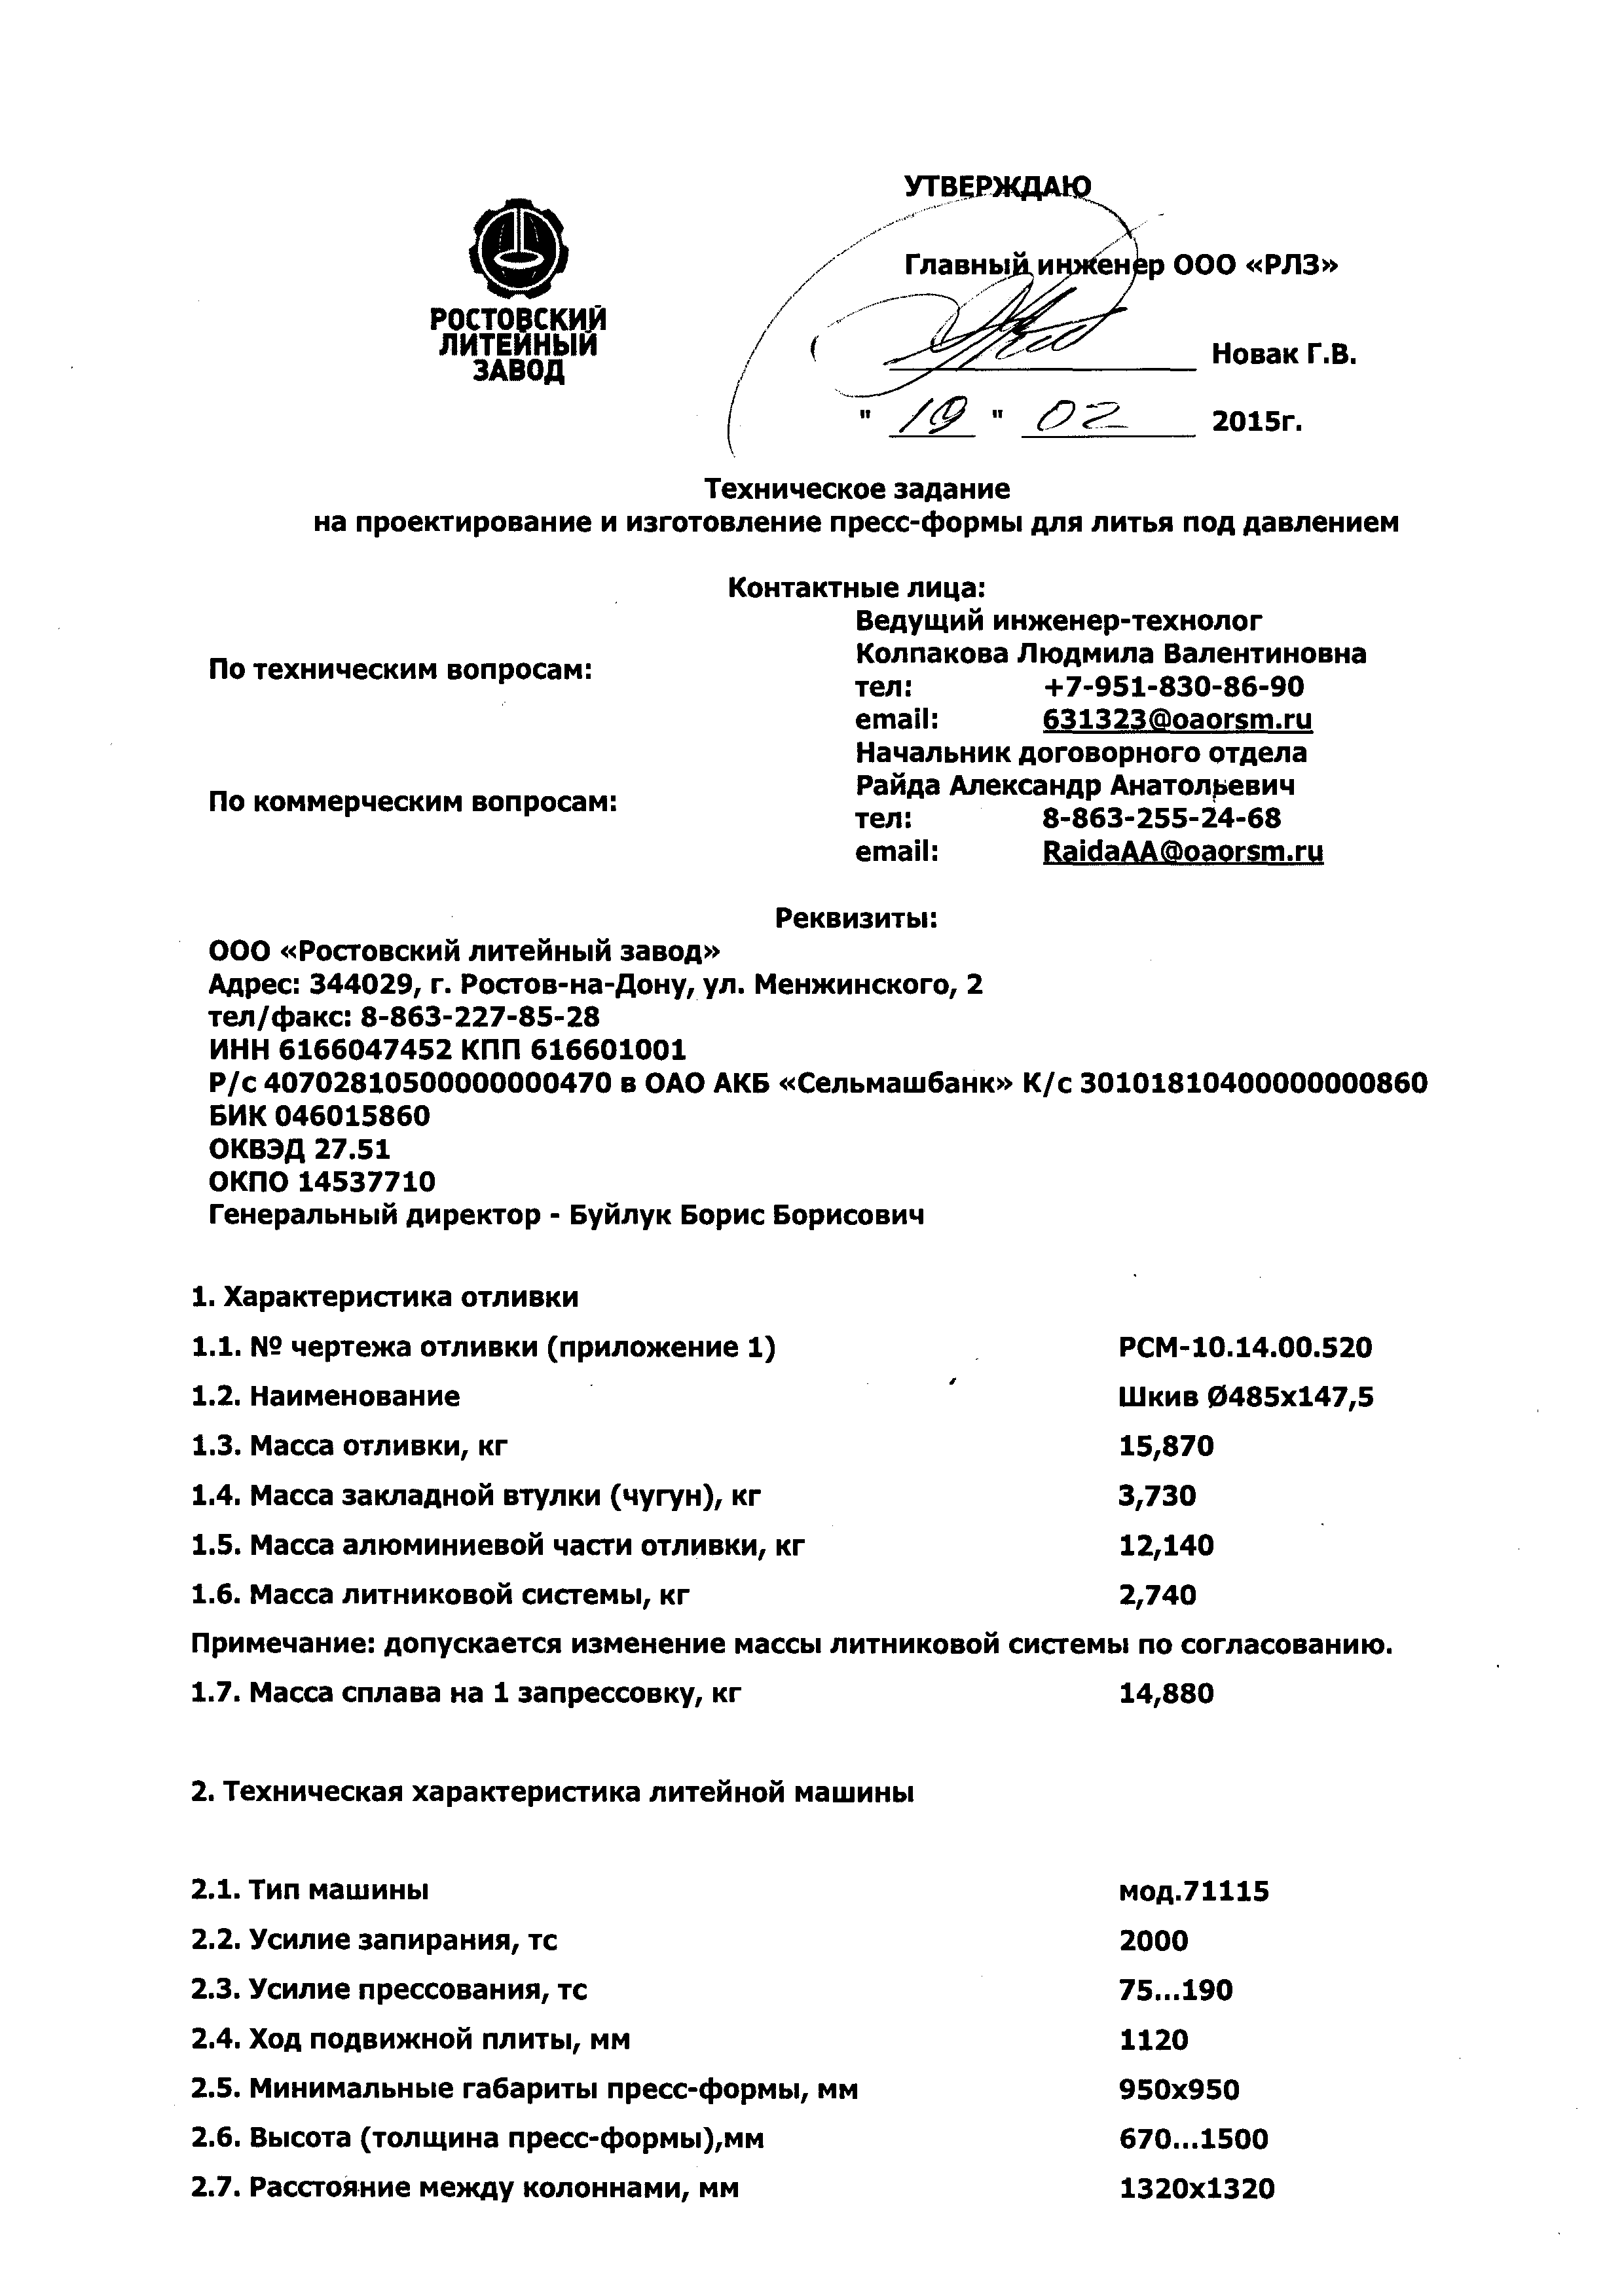 УТВЕРЖДАЮ
РОСТОВСКИЙ
ЛИТЕЙНЫЙ
ЗАВОД
Главный инженер ООО «РЛЗ»
Новак Г.В.
" 19 " 02 2015г.
Техническое задание
на проектирование и изготовление пресс-формы для литья под давлением
Контактные лица:
Ведущий инженер-технолог
По техническим вопросам:
Колпакова Людмила Валентиновна
тел: +7-951-830-86-90
email: 631323@oaorsm.ru
Начальник договорного отдела
По коммерческим вопросам:
Райда Александр Анатольевич
тел: 8-863-255-24-68
email: RaidaAA@oaorsm.ru
Реквизиты:
ООО «Ростовский литейный завод»
Адрес: 344029, г. Ростов-на-Дону, ул. Менжинского, 2
тел/факс: 8-863-227-85-28
ИНН 6166047452 КПП 616601001
Р/с 40702810500000000470 в ОАО АКБ «Сельмашбанк» К/с 30101810400000000860
БИК 046015860
ОКВЭД 27.51
ОКПО 14537710
Генеральный директор - Буйлук Борис Борисович
1. Характеристика отливки
1.1. № чертежа отливки (приложение 1) РСМ-10.14.00.520
1.2. Наименование Шкив Ø485х147,5
1.3. Масса отливки, кг 15,870
1.4. Масса закладной втулки (чугун), кг 3,730
1.5. Масса алюминиевой части отливки, кг 12,140
1.6. Масса литниковой системы, кг 2,740
Примечание: допускается изменение массы литниковой системы по согласованию.
1.7. Масса сплава на 1 запрессовку, кг 14,880
2. Техническая характеристика литейной машины
2.1. Тип машины мод.71115
2.2. Усилие запирания, тс 2000
2.3. Усилие прессования, тс 75...190
2.4. Ход подвижной плиты, мм 1120
2.5. Минимальные габариты пресс-формы, мм 950х950
2.6. Высота (толщина пресс-формы),мм 670...1500
2.7. Расстояние между колоннами, мм 1320х1320